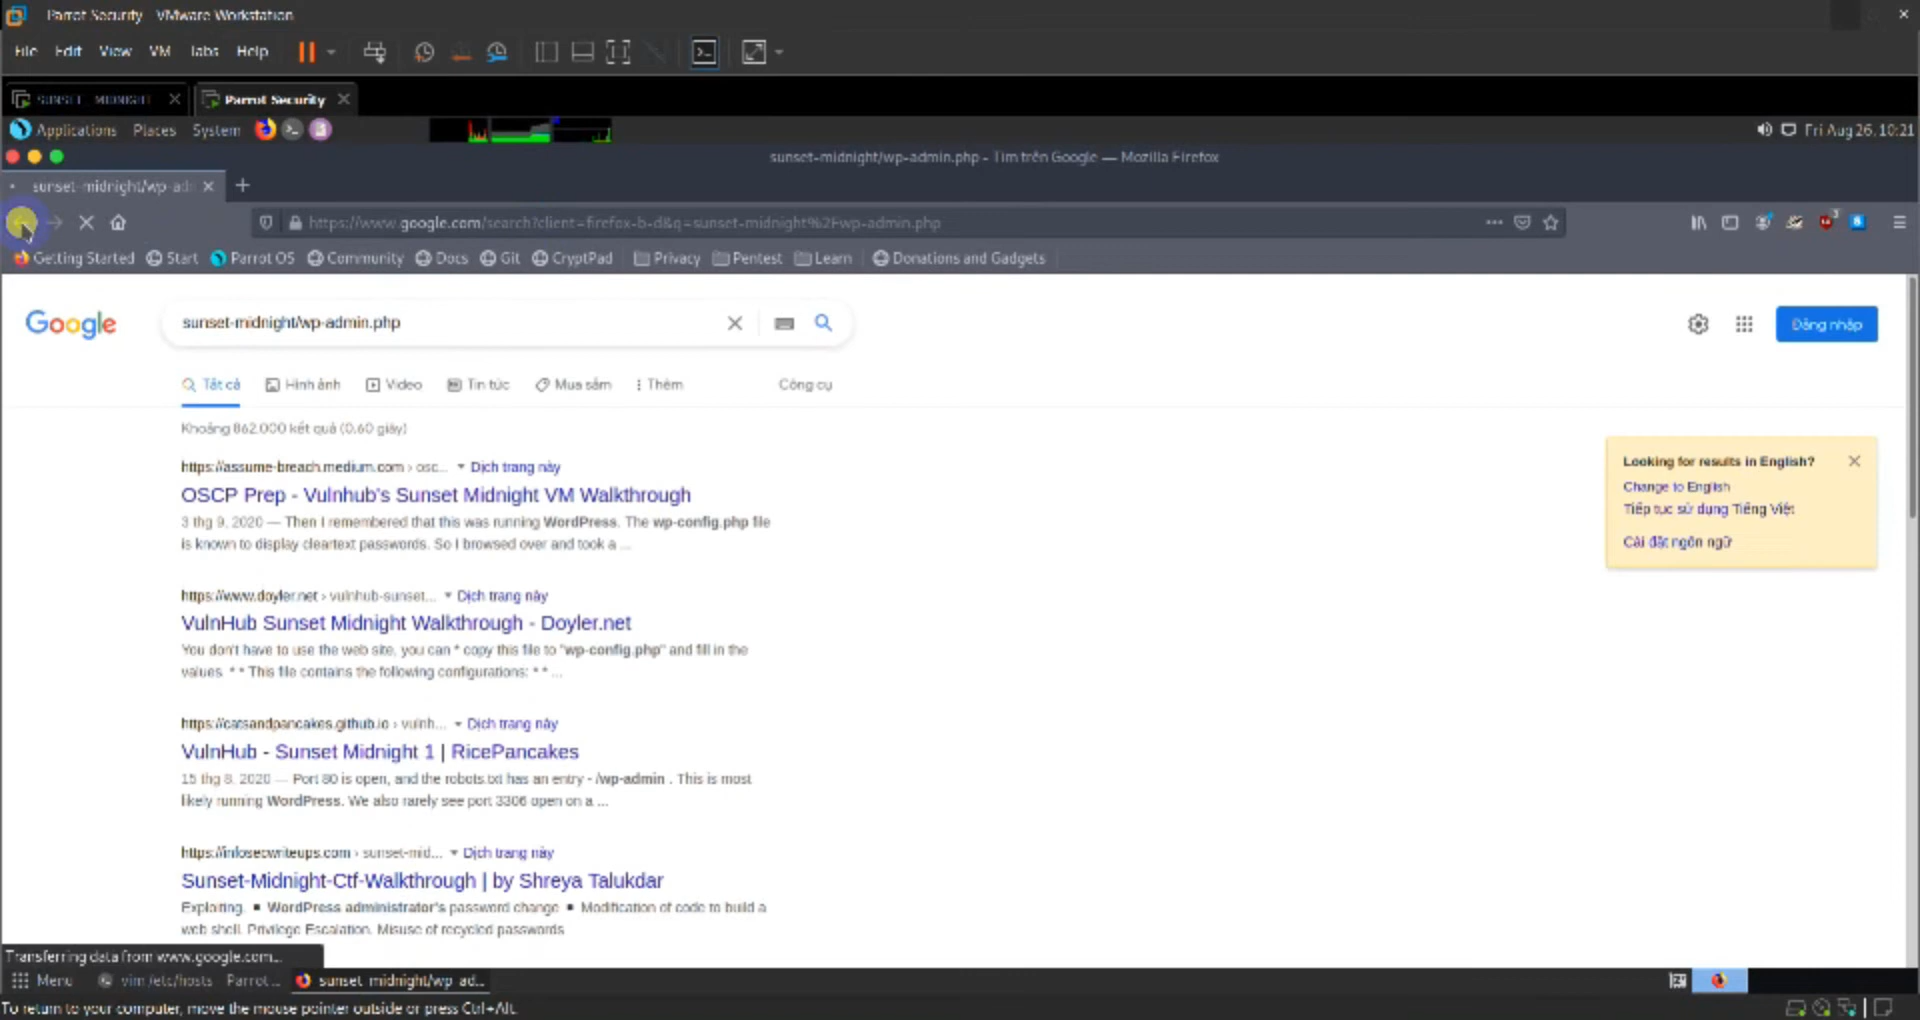 Parrot Security VMware Workstation
File Edit View VM Tabs Help
SUNSET_MIDNIGHT Parrot Security
Applications Places System Fri Aug 26, 10:21
sunset-midnight/wp-admin.php - Tìm trên Google — Mozilla Firefox
sunset-midnight/wp-ad
https://www.google.com/search?client=firefox-b-d&q=sunset-midnight%2Fwp-admin.php
Getting Started Start Parrot OS Community Docs Git CryptPad Privacy Pentest Learn Donations and Gadgets
Google sunset-midnight/wp-admin.php Đăng nhập
Tất cả Hình ảnh Video Tin tức Mua sắm Thêm Công cụ
Khoảng 862.000 kết quả (0,60 giây)
https://assume-breach.medium.com › osc... Dịch trang này
OSCP Prep - Vulnhub's Sunset Midnight VM Walkthrough
3 thg 9, 2020 — Then I remembered that this was running WordPress. The wp-config.php file
is known to display cleartext passwords. So I browsed over and took a ...
Looking for results in English?
Change to English
Tiếp tục sử dụng Tiếng Việt
Cài đặt ngôn ngữ
https://www.doyler.net › vulnhub-sunset... Dịch trang này
VulnHub Sunset Midnight Walkthrough - Doyler.net
You don't have to use the web site, you can * copy this file to "wp-config.php" and fill in the
values. * * This file contains the following configurations: * * ...
https://catsandpancakes.github.io › vulnh... Dịch trang này
VulnHub - Sunset Midnight 1 | RicePancakes
15 thg 8, 2020 — Port 80 is open, and the robots.txt has an entry - /wp-admin . This is most
likely running WordPress. We also rarely see port 3306 open on a ...
https://infosecwriteups.com › sunset-mid... Dịch trang này
Sunset-Midnight-Ctf-Walkthrough | by Shreya Talukdar
Exploiting. ▪ WordPress administrator's password change ▪ Modification of code to build a
web shell. Privilege Escalation. Misuse of recycled passwords
Transferring data from www.google.com...
Menu vim /etc/hosts Parrot... sunset-midnight/wp-ad...
To return to your computer, move the mouse pointer outside or press Ctrl+Alt.